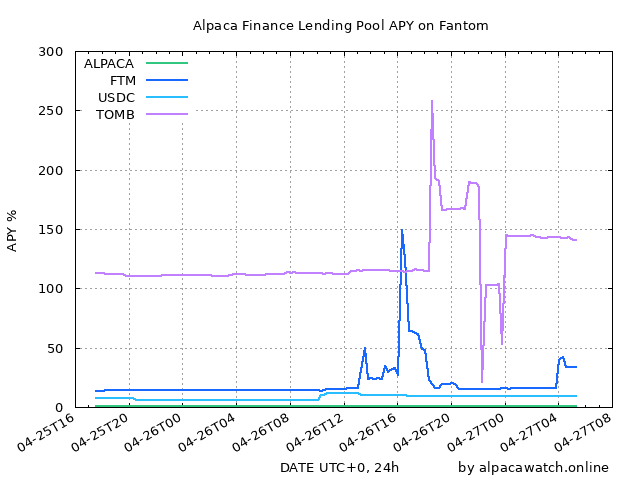 Alpaca Finance Lending Pool APY on Fantom
300
250
200
150
100
50
0
APY %
ALPACA
FTM
USDC
TOMB
04-25T16
04-25T20
04-26T00
04-26T04
04-26T08
04-26T12
04-26T16
04-26T20
04-27T00
04-27T04
04-27T08
DATE UTC+0, 24h
by alpacawatch.online